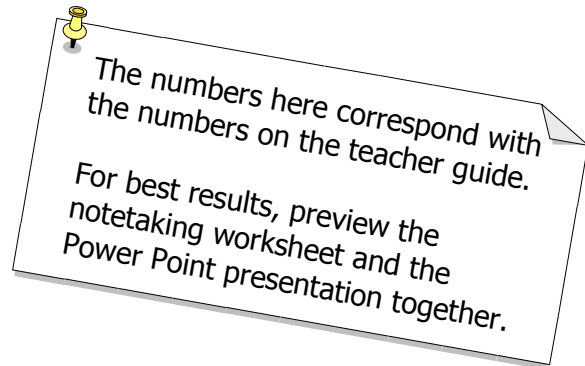 The numbers here correspond with
the numbers on the teacher guide.
For best results, preview the
notetaking worksheet and the
Power Point presentation together.